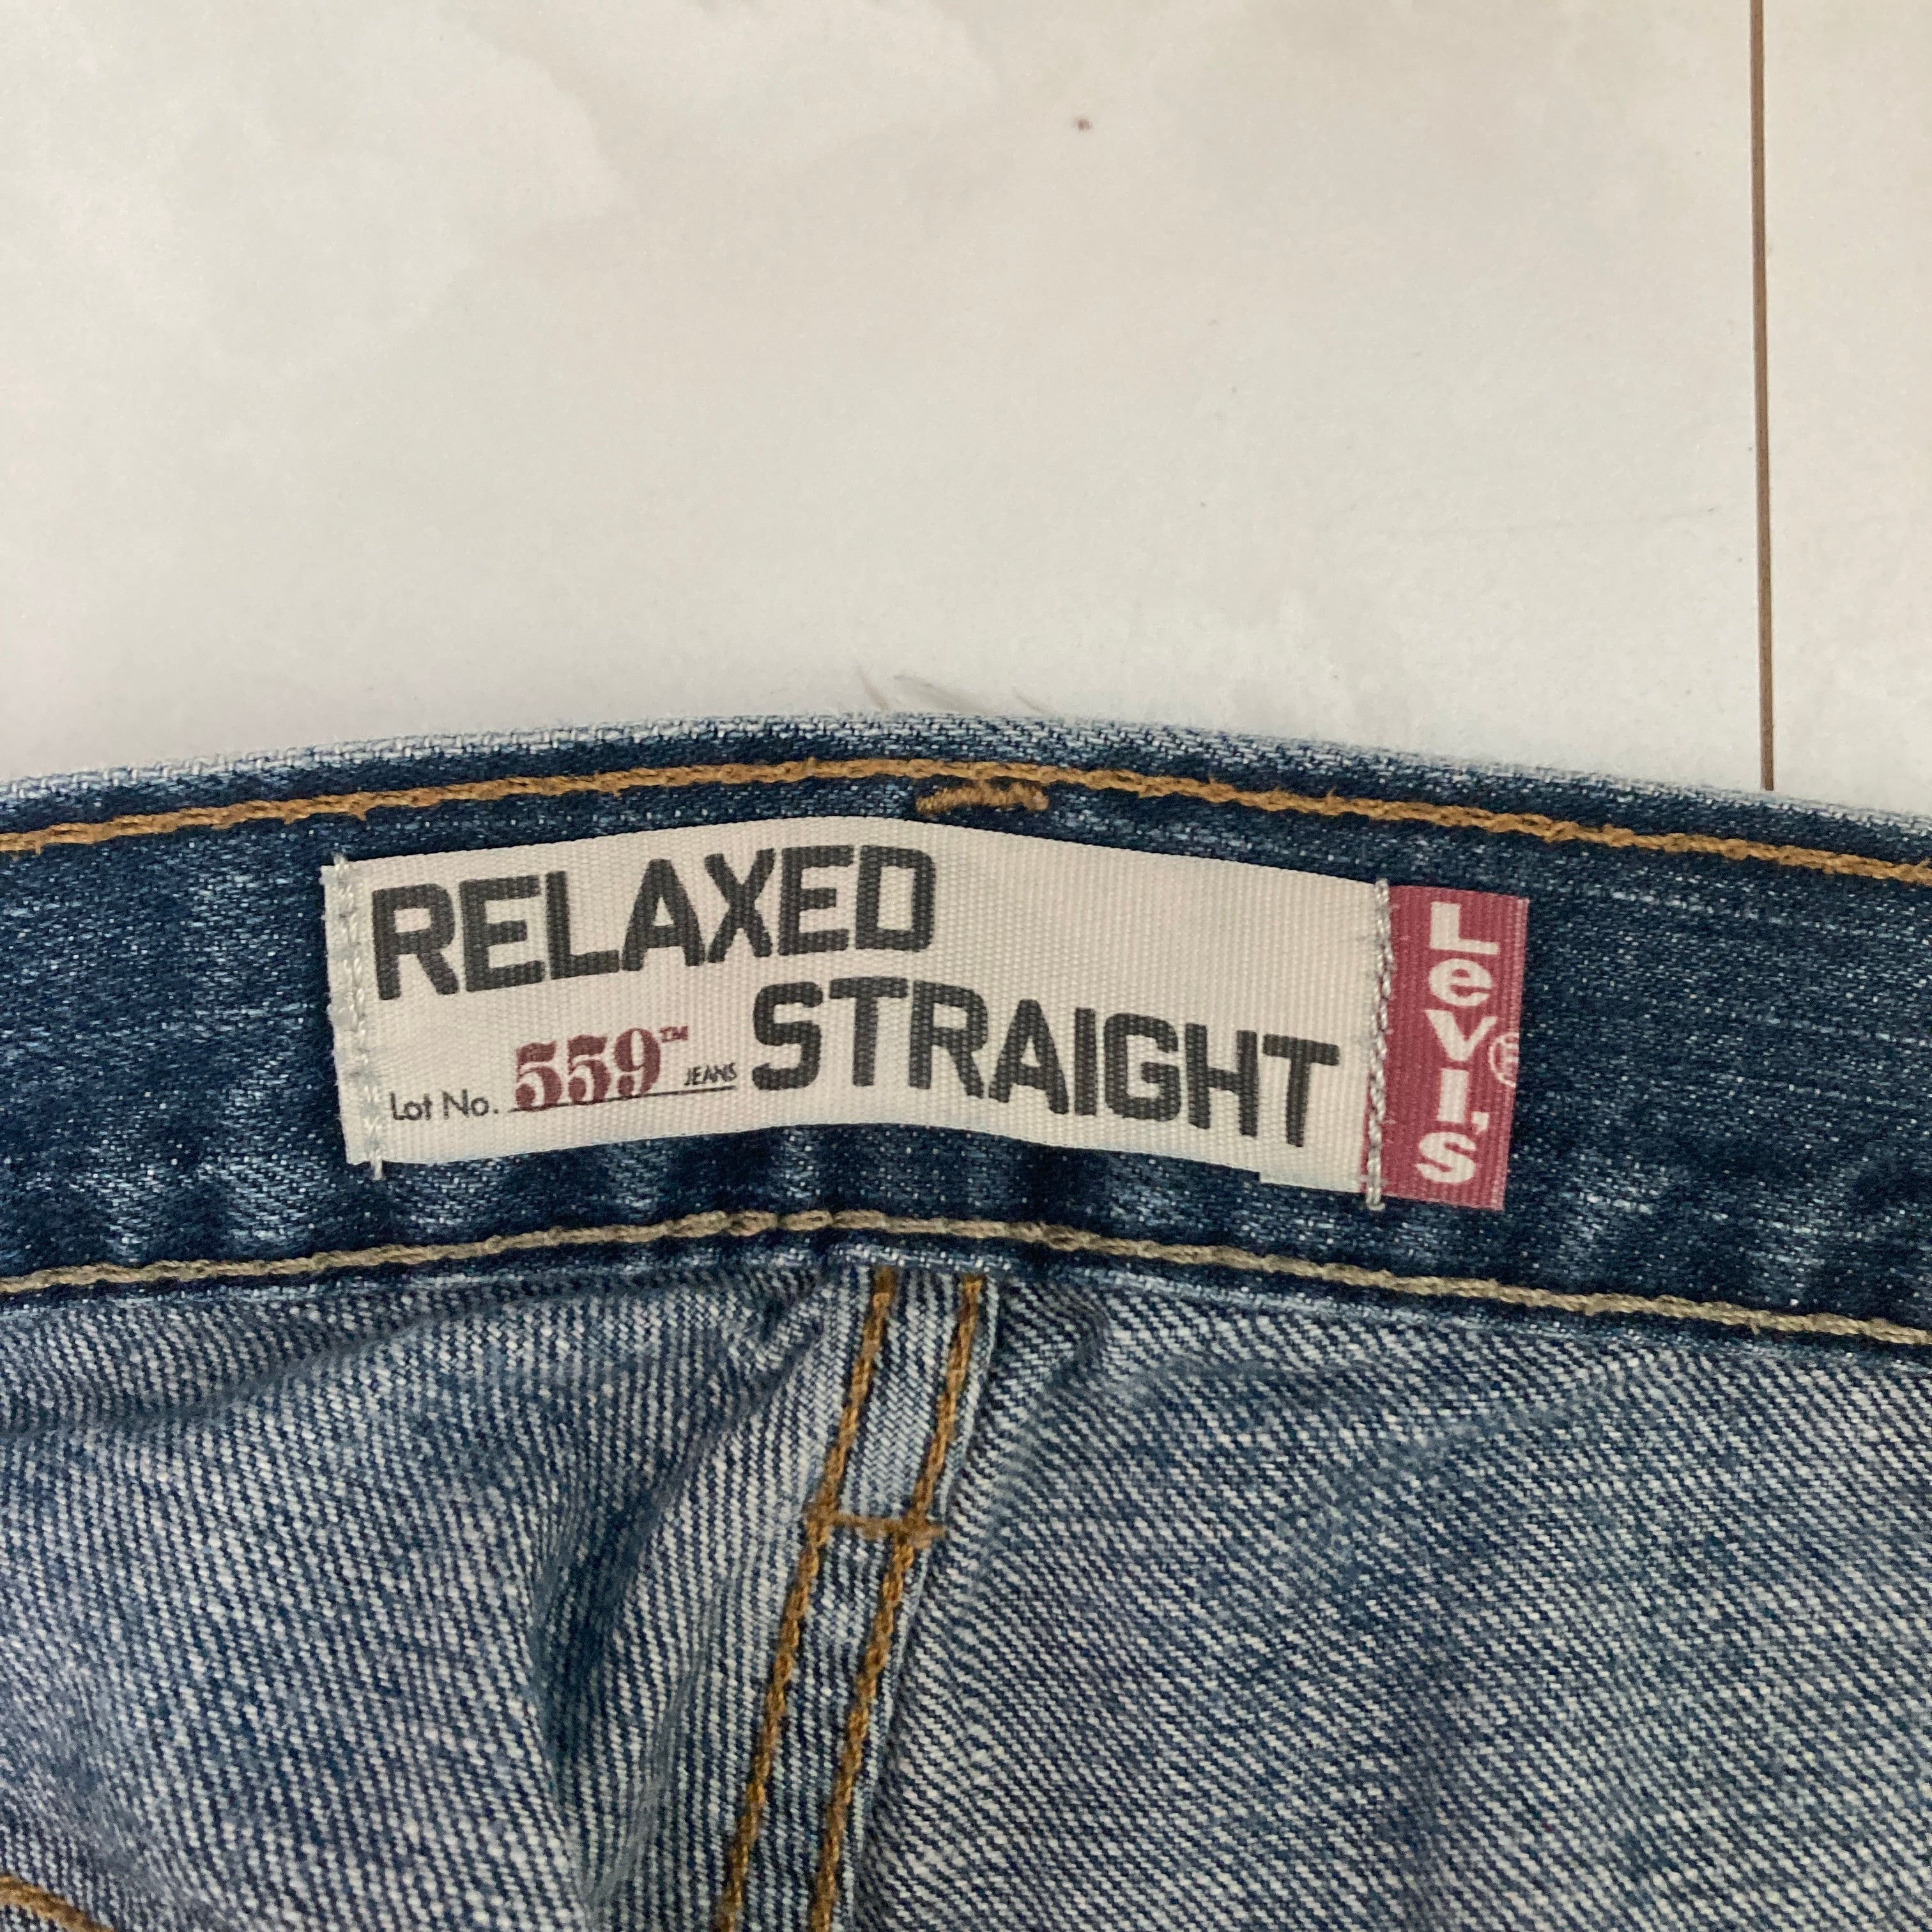 RELAXED
STRAIGHT
Lot No. 559™ JEANS
LEVI'S®